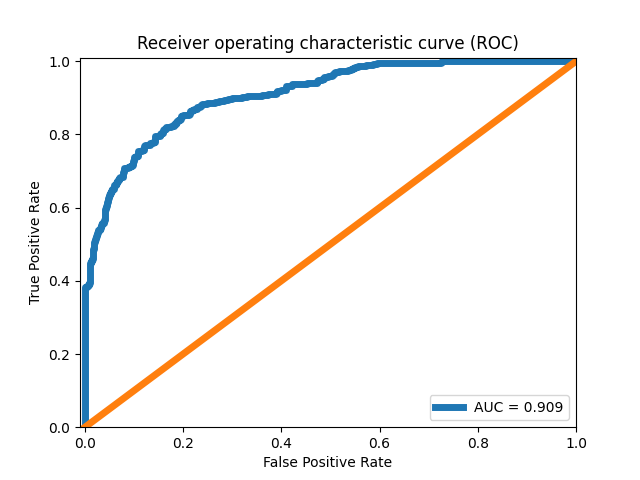 Receiver operating characteristic curve (ROC)
1.0
0.8
0.6
0.4
0.2
0.0
True Positive Rate
AUC = 0.909
0.0 0.2 0.4 0.6 0.8 1.0
False Positive Rate